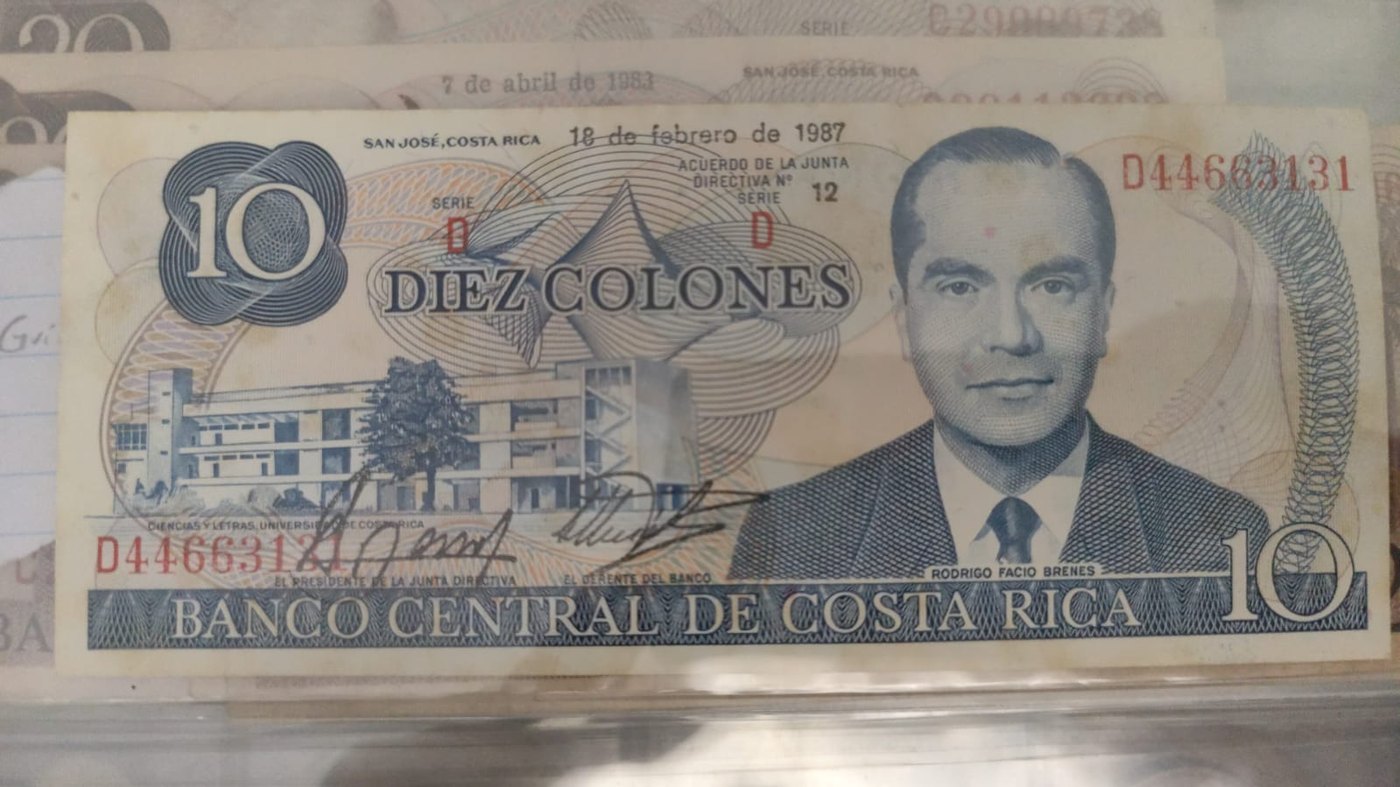 20
SERIE
7 de abril de 1983
SAN JOSÉ, COSTA RICA
SAN JOSÉ, COSTA RICA 18 de febrero de 1987
ACUERDO DE LA JUNTA
DIRECTIVA Nº 12
SERIE D
SERIE D
D44663131
10
DIEZ COLONES
CIENCIAS Y LETRAS, UNIVERSIDAD DE COSTA RICA
D44663131
EL PRESIDENTE DE LA JUNTA DIRECTIVA
EL GERENTE DEL BANCO
RODRIGO FACIO BRENES
BANCO CENTRAL DE COSTA RICA
10